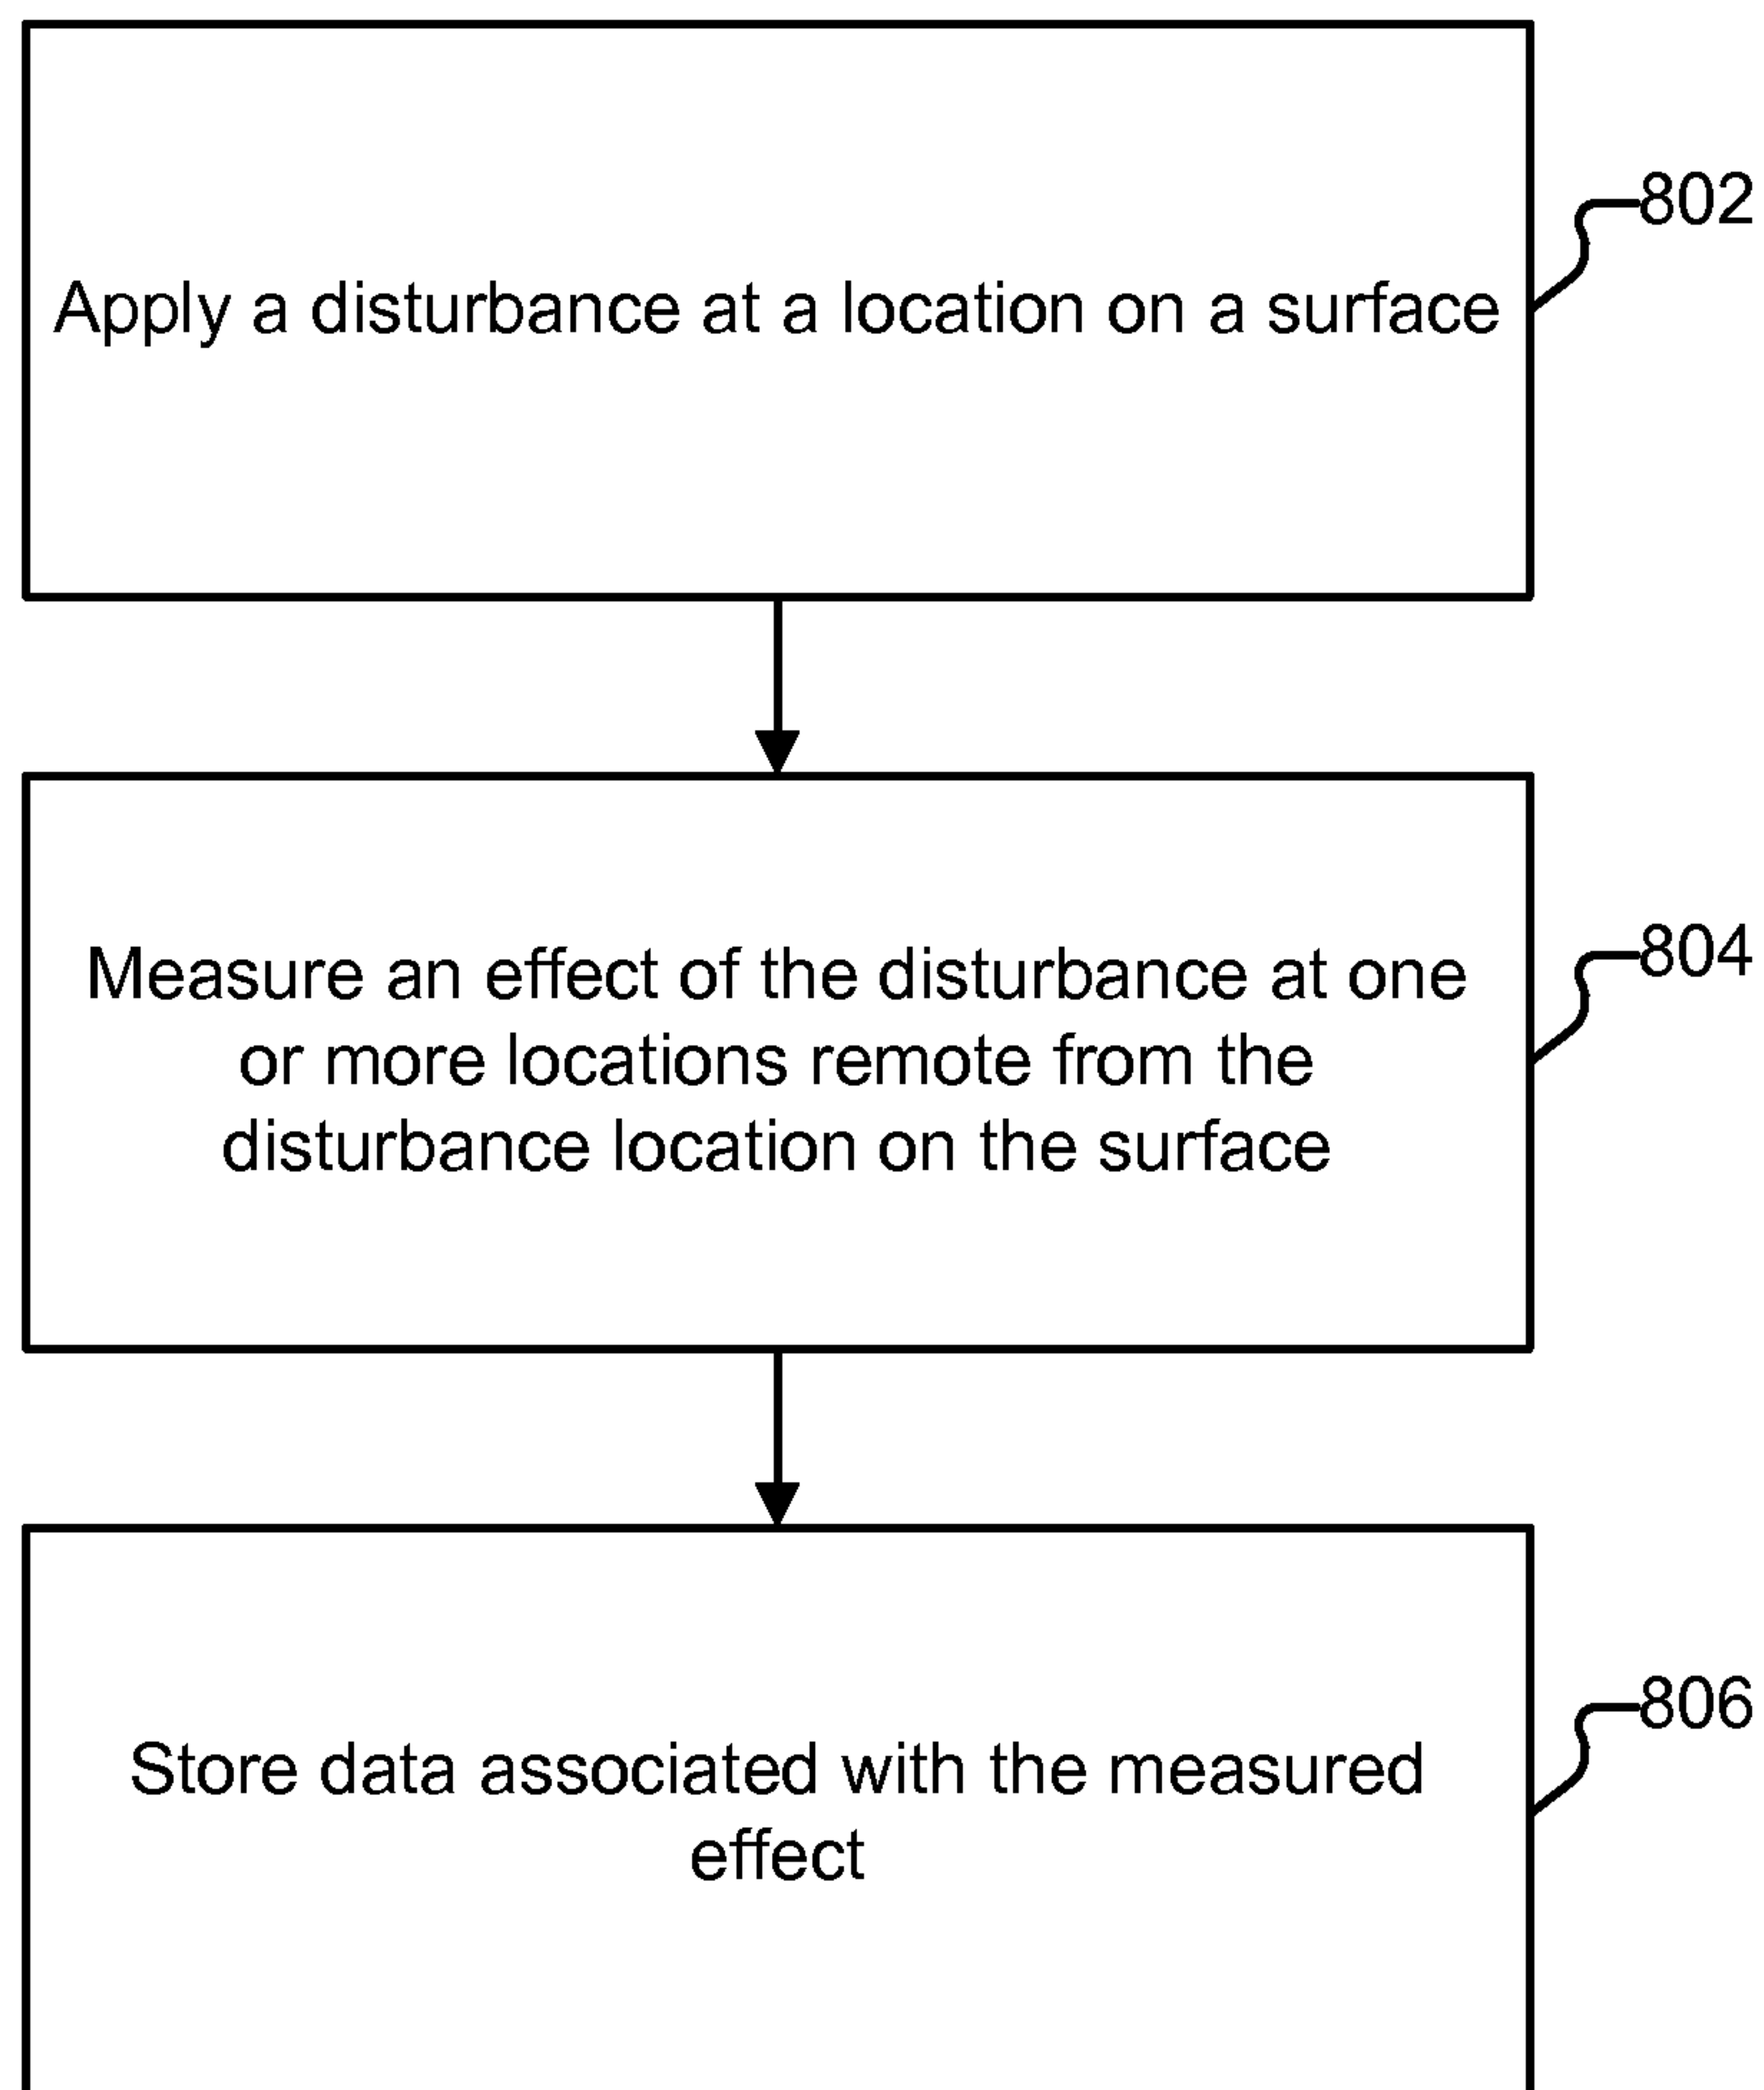 802
Apply a disturbance at a location on a surface
804
Measure an effect of the disturbance at one
or more locations remote from the
disturbance location on the surface
806
Store data associated with the measured
effect